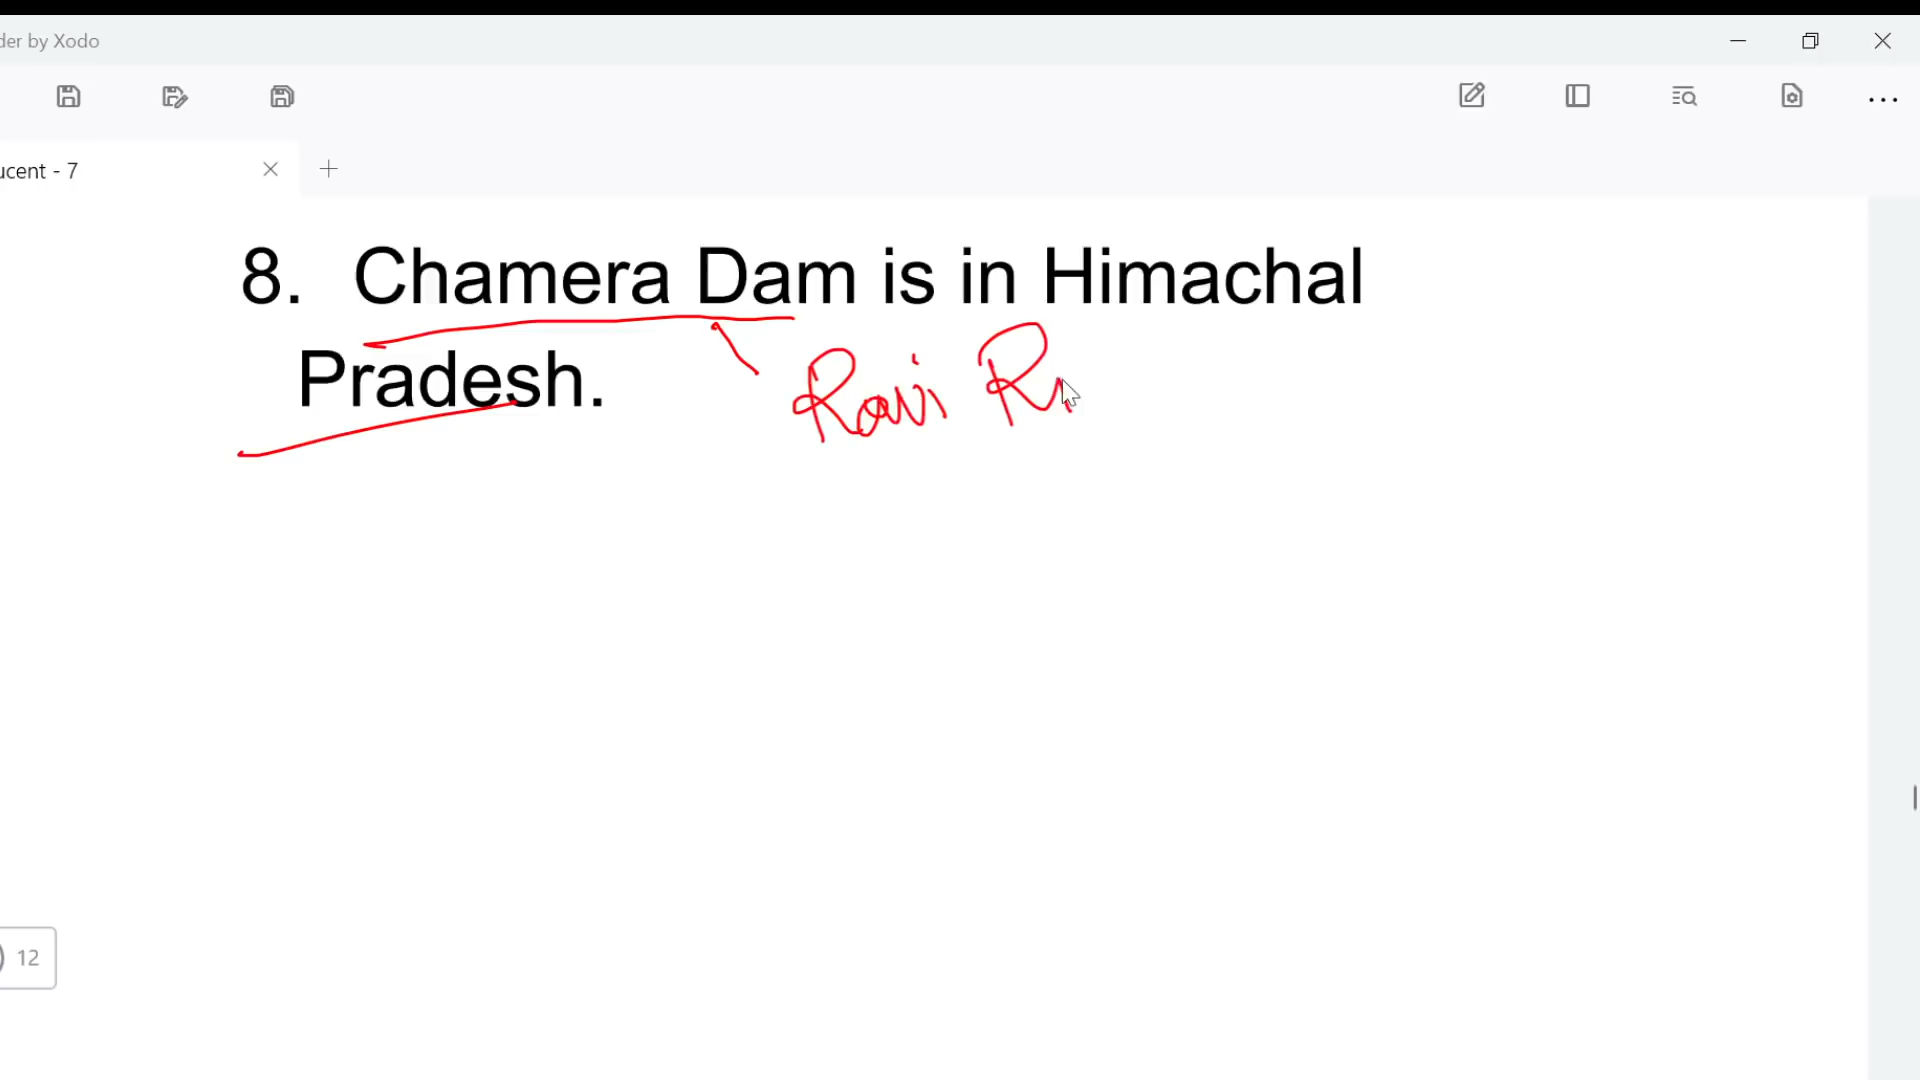 der by Xodo
ucent - 7
8. Chamera Dam is in Himachal
Pradesh.
Ravi R
12